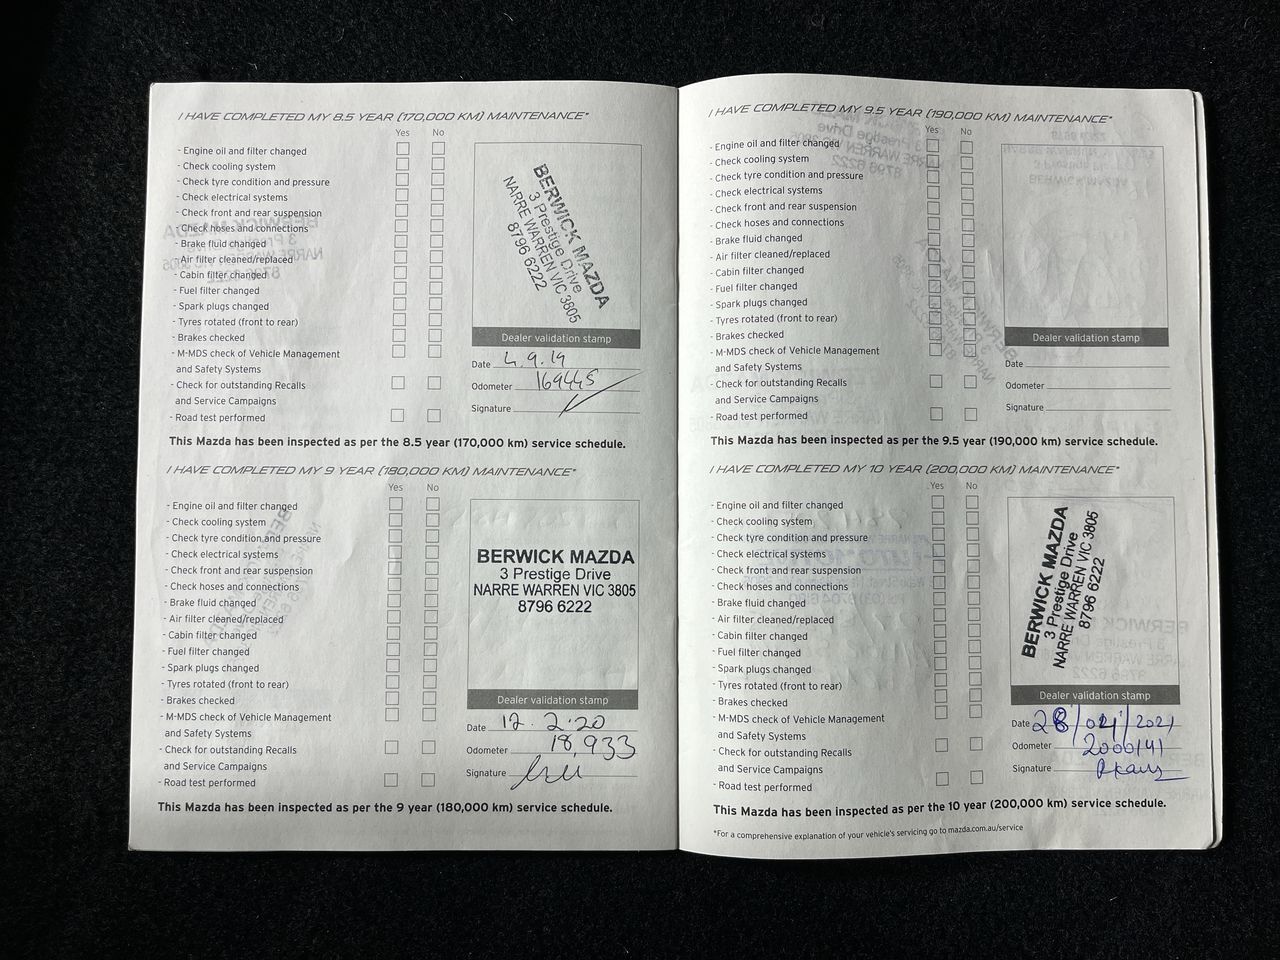 I HAVE COMPLETED MY 8.5 YEAR (170,000 KM) MAINTENANCE*
Yes No
- Engine oil and filter changed
- Check cooling system
- Check tyre condition and pressure
- Check electrical systems
- Check front and rear suspension
- Check hoses and connections
- Brake fluid changed
- Air filter cleaned/replaced
- Cabin filter changed
- Fuel filter changed
- Spark plugs changed
- Tyres rotated (front to rear)
- Brakes checked
- M-MDS check of Vehicle Management
and Safety Systems
- Check for outstanding Recalls
and Service Campaigns
- Road test performed
BERWICK MAZDA
3 Prestige Drive
NARRE WARREN VIC 3805
8796 6222
Dealer validation stamp
Date 4.9.19
Odometer 169445
Signature
This Mazda has been inspected as per the 8.5 year (170,000 km) service schedule.
I HAVE COMPLETED MY 9 YEAR (180,000 KM) MAINTENANCE*
Yes No
- Engine oil and filter changed
- Check cooling system
- Check tyre condition and pressure
- Check electrical systems
- Check front and rear suspension
- Check hoses and connections
- Brake fluid changed
- Air filter cleaned/replaced
- Cabin filter changed
- Fuel filter changed
- Spark plugs changed
- Tyres rotated (front to rear)
- Brakes checked
- M-MDS check of Vehicle Management
and Safety Systems
- Check for outstanding Recalls
and Service Campaigns
- Road test performed
BERWICK MAZDA
3 Prestige Drive
NARRE WARREN VIC 3805
8796 6222
Dealer validation stamp
Date 12.2.20
Odometer 18,933
Signature
This Mazda has been inspected as per the 9 year (180,000 km) service schedule.
I HAVE COMPLETED MY 9.5 YEAR (190,000 KM) MAINTENANCE*
Yes No
- Engine oil and filter changed
- Check cooling system
- Check tyre condition and pressure
- Check electrical systems
- Check front and rear suspension
- Check hoses and connections
- Brake fluid changed
- Air filter cleaned/replaced
- Cabin filter changed
- Fuel filter changed
- Spark plugs changed
- Tyres rotated (front to rear)
- Brakes checked
- M-MDS check of Vehicle Management
and Safety Systems
- Check for outstanding Recalls
and Service Campaigns
- Road test performed
Dealer validation stamp
Date
Odometer
Signature
This Mazda has been inspected as per the 9.5 year (190,000 km) service schedule.
I HAVE COMPLETED MY 10 YEAR (200,000 KM) MAINTENANCE*
Yes No
- Engine oil and filter changed
- Check cooling system
- Check tyre condition and pressure
- Check electrical systems
- Check front and rear suspension
- Check hoses and connections
- Brake fluid changed
- Air filter cleaned/replaced
- Cabin filter changed
- Fuel filter changed
- Spark plugs changed
- Tyres rotated (front to rear)
- Brakes checked
- M-MDS check of Vehicle Management
and Safety Systems
- Check for outstanding Recalls
and Service Campaigns
- Road test performed
BERWICK MAZDA
3 Prestige Drive
NARRE WARREN VIC 3805
8796 6222
Dealer validation stamp
Date 28/04/2021
Odometer 2000141
Signature
This Mazda has been inspected as per the 10 year (200,000 km) service schedule.
*For a comprehensive explanation of your vehicle's servicing go to mazda.com.au/service